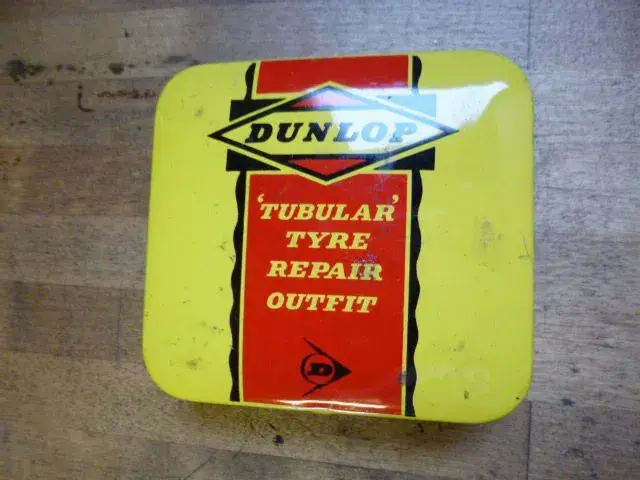 DUNLOP
'TUBULAR'
TYRE
REPAIR
OUTFIT
D